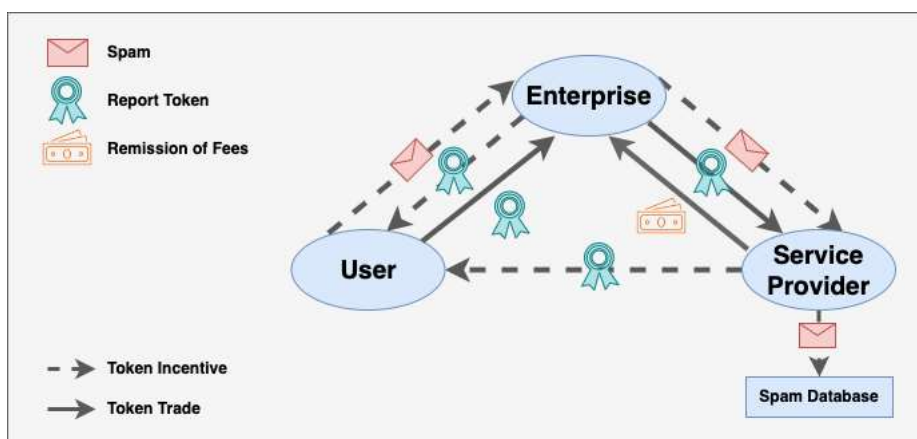 Spam
Report Token
Remission of Fees
Enterprise
User
Service
Provider
Token Incentive
Token Trade
Spam Database